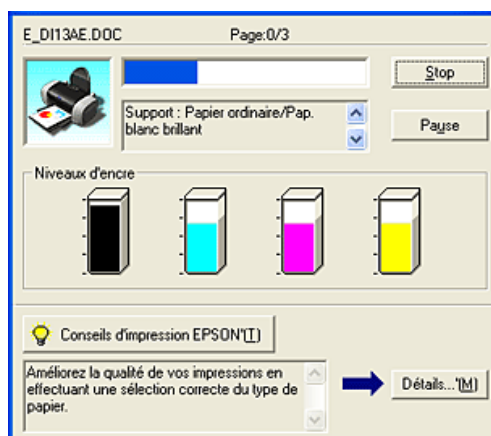 E_DI13AE.DOC Page:0/3
Stop
Support : Papier ordinaire/Pap.
blanc brillant
Pause
Niveaux d'encre
Conseils d'impression EPSON'(T)
Améliorez la qualité de vos impressions en
effectuant une sélection correcte du type de
papier.
Détails...'(M)